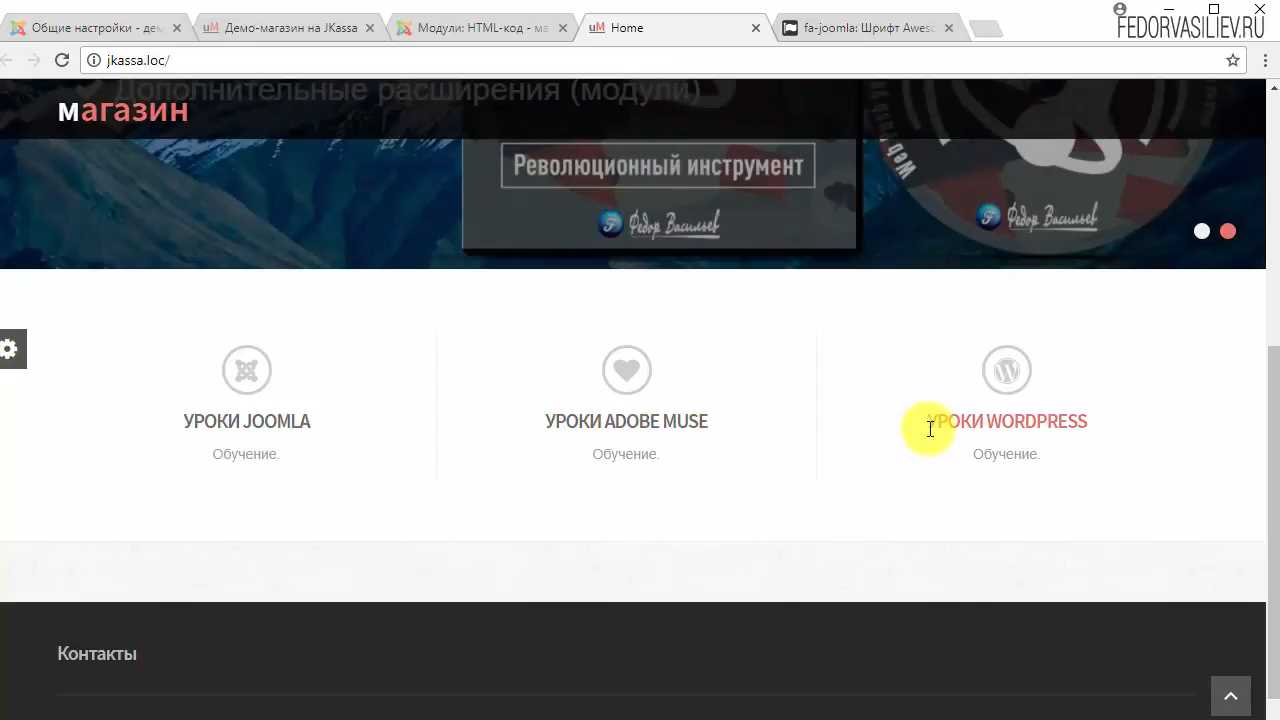 Общие настройки - дем
Демо-магазин на JKassa
Модули: HTML-код - ма
Home
fa-joomla: Шрифт Awesc
FEDORVASILIEV.RU
jkassa.loc/
Дополнительные расширения (модули)
магазин
Революционный инструмент
Федор Васильев
Федор Васильев
УРОКИ JOOMLA
УРОКИ ADOBE MUSE
УРОКИ WORDPRESS
Обучение.
Обучение.
Обучение.
Контакты